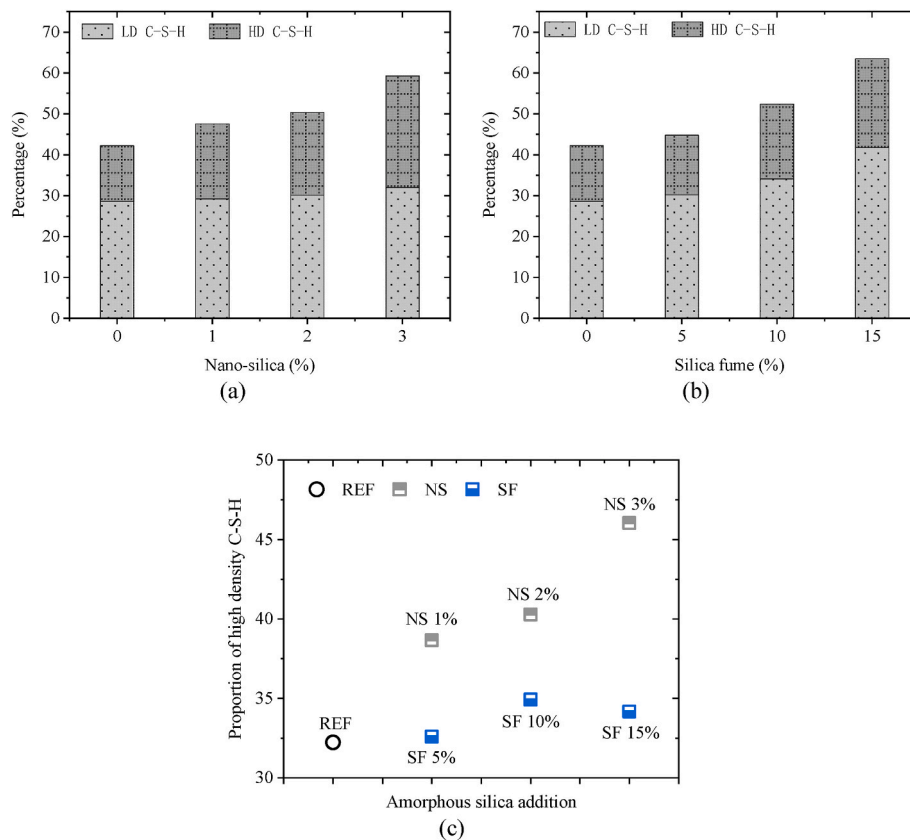 LD C-S-H HD C-S-H
70
60
50
40
30
20
10
0
Percentage (%)
0 1 2 3
Nano-silica (%)
(a)
LD C-S-H HD C-S-H
70
60
50
40
30
20
10
0
Percentage (%)
0 5 10 15
Silica fume (%)
(b)
50
45
40
35
30
Proportion of high density C-S-H
REF NS SF
NS 3%
NS 2%
NS 1%
REF
SF 10%
SF 15%
SF 5%
Amorphous silica addition
(c)